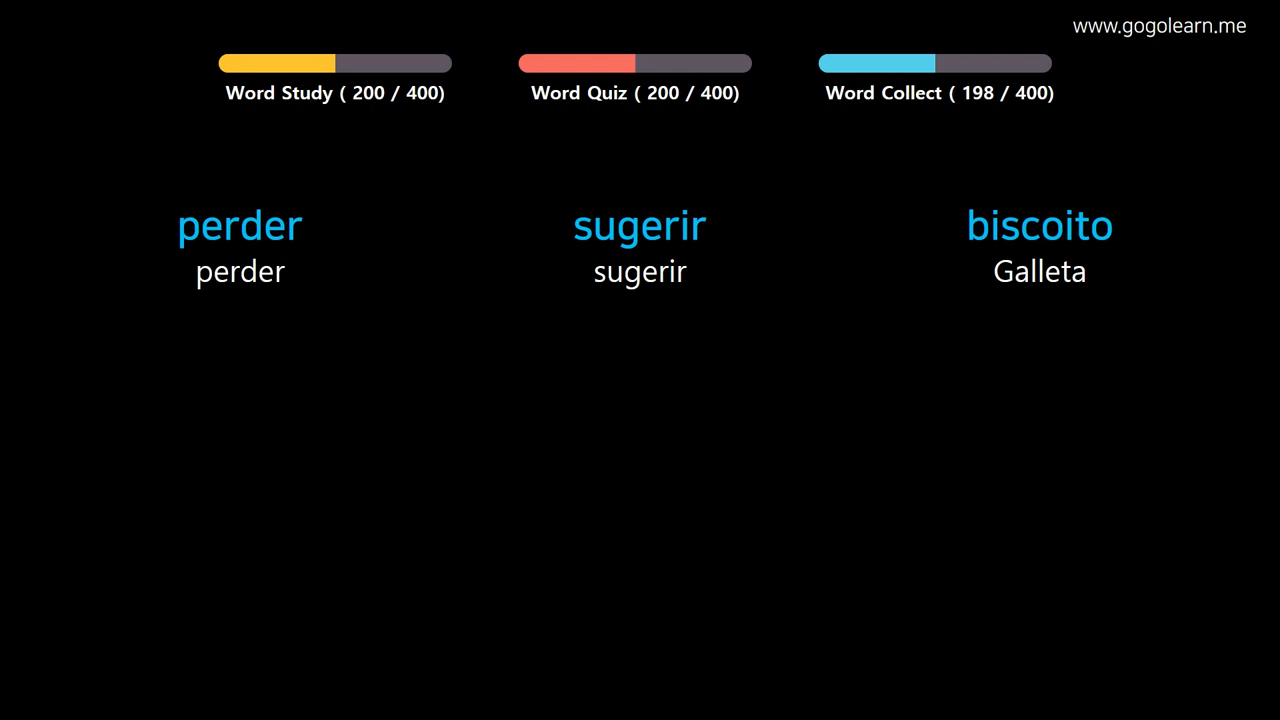 www.gogolearn.me
Word Study ( 200 / 400)
Word Quiz ( 200 / 400)
Word Collect ( 198 / 400)
perder
perder
sugerir
sugerir
biscoito
Galleta